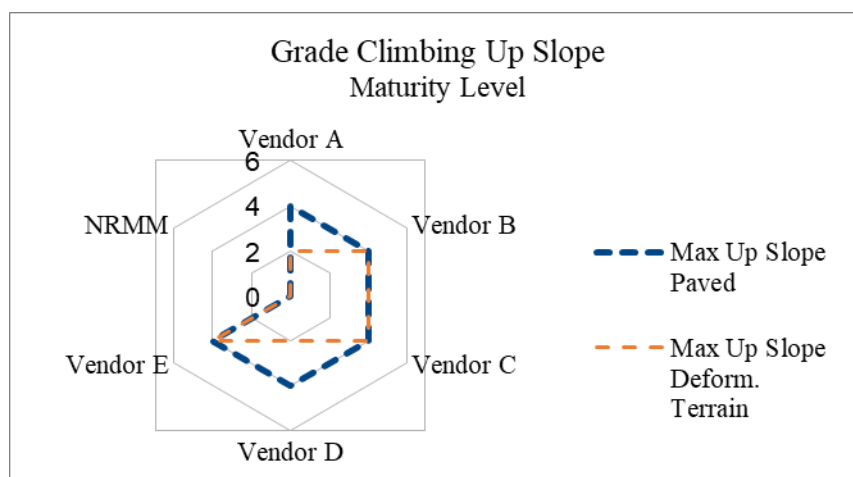 Grade Climbing Up Slope
Maturity Level
Vendor A
6
NRMM
4
Vendor B
2
0
Vendor E
Vendor C
Vendor D
Max Up Slope
Paved
Max Up Slope
Deform.
Terrain